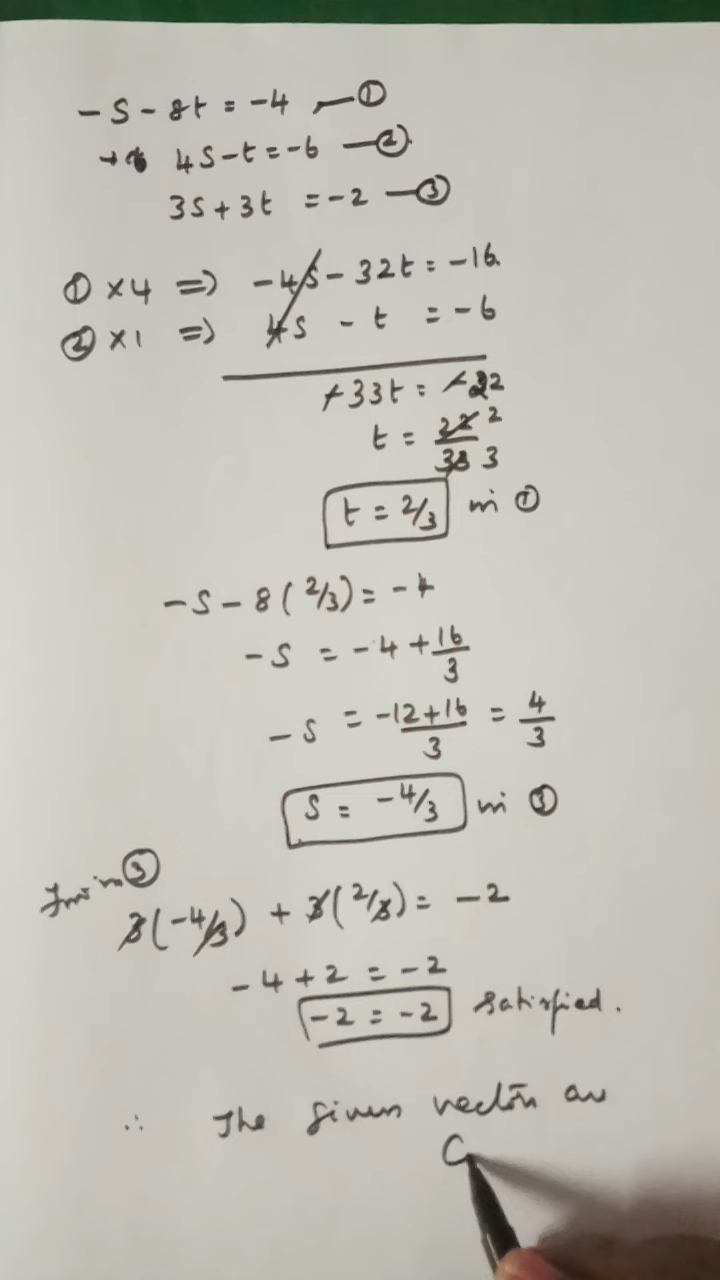 -S - 8t = -4 —①
4S - t = -6 —②
3S + 3t = -2 —③
① ×4 => -4S - 32t = -16
② ×1 => 4S - t = -6
+33t = +22
t = 22/33 2/3
t = 2/3 in ①
-S - 8(2/3) = -4
-S = -4 + 16/3
-S = -12+16/3 = 4/3
S = -4/3 in ③
③
3(-4/3) + 3(2/3) = -2
-4 + 2 = -2
-2 = -2 satisfied.
∴ The given vectors are
C